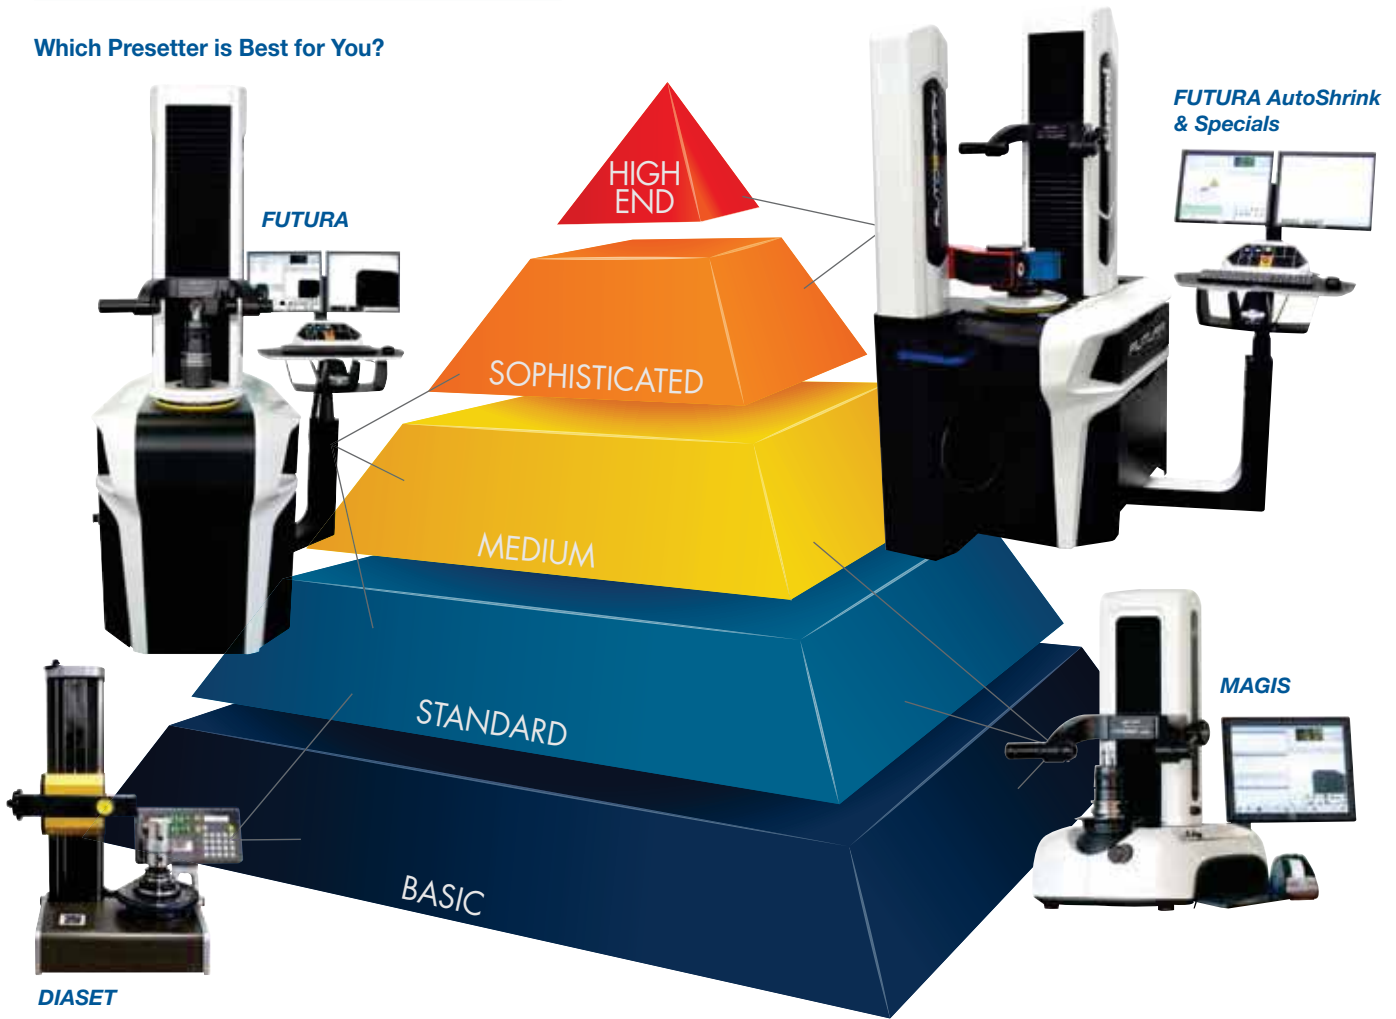 Which Presetter is Best for You?
FUTURA AutoShrink
& Specials
HIGH
END
FUTURA
SOPHISTICATED
MEDIUM
MAGIS
STANDARD
BASIC
DIASET